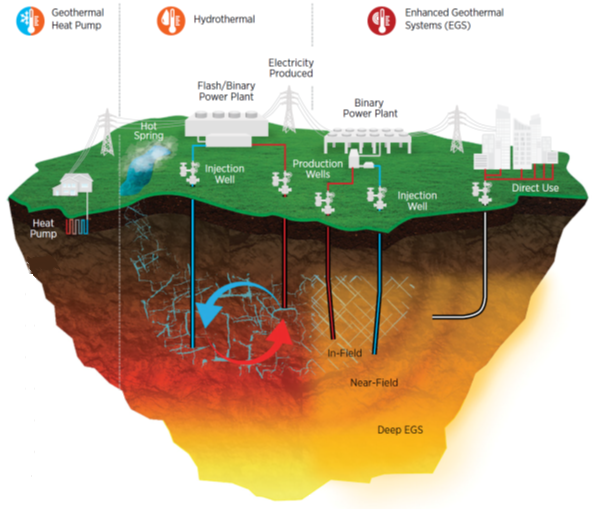 Geothermal
Heat Pump
Hydrothermal
Enhanced Geothermal
Systems (EGS)
Electricity
Produced
Flash/Binary
Power Plant
Binary
Power Plant
Hot
Spring
Injection
Well
Production
Wells
Injection
Well
Direct Use
Heat
Pump
In-Field
Near-Field
Deep EGS